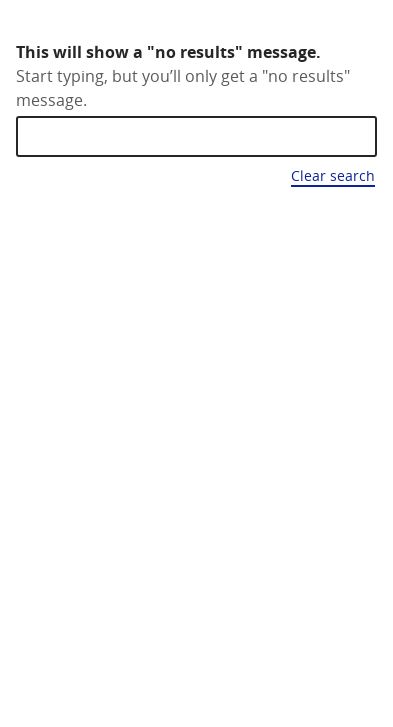 This will show a "no results" message.
Start typing, but you’ll only get a "no results"
message.
Clear search